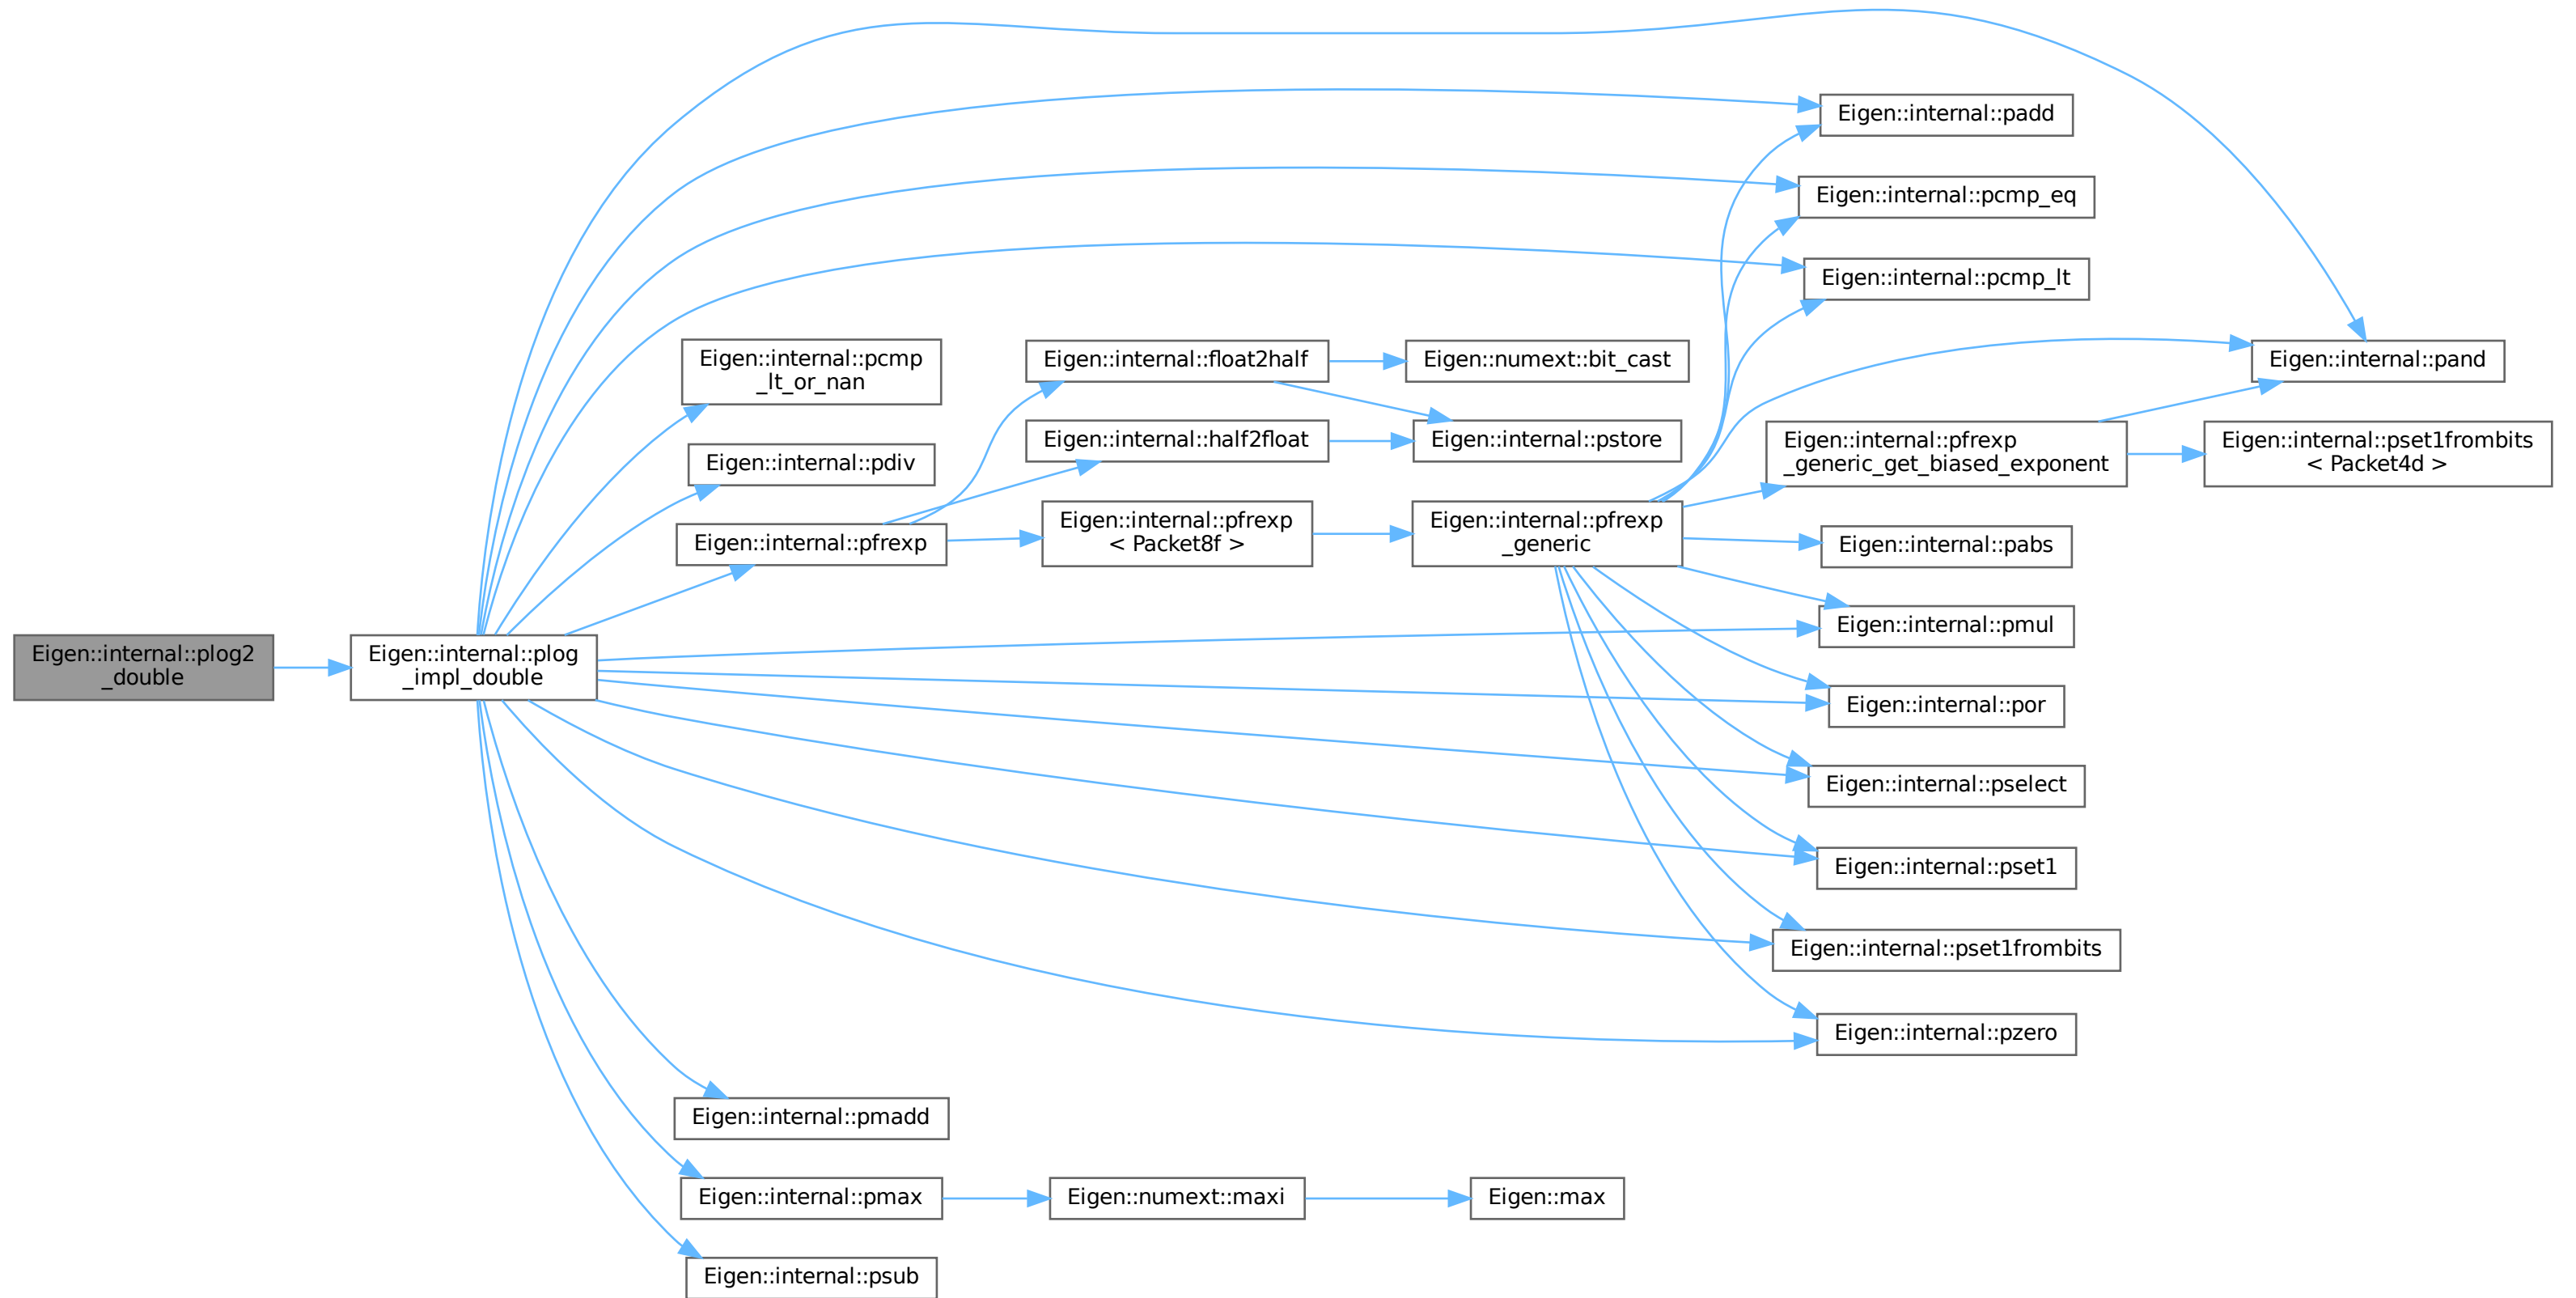 Eigen::internal::plog2
_double
Eigen::internal::plog
_impl_double
Eigen::internal::pcmp
_lt_or_nan
Eigen::internal::pdiv
Eigen::internal::pfrexp
Eigen::internal::pmadd
Eigen::internal::pmax
Eigen::internal::psub
Eigen::internal::float2half
Eigen::internal::half2float
Eigen::internal::pfrexp
< Packet8f >
Eigen::numext::maxi
Eigen::numext::bit_cast
Eigen::internal::pstore
Eigen::internal::pfrexp
_generic
Eigen::max
Eigen::internal::padd
Eigen::internal::pcmp_eq
Eigen::internal::pcmp_lt
Eigen::internal::pfrexp
_generic_get_biased_exponent
Eigen::internal::pabs
Eigen::internal::pmul
Eigen::internal::por
Eigen::internal::pselect
Eigen::internal::pset1
Eigen::internal::pset1frombits
Eigen::internal::pzero
Eigen::internal::pand
Eigen::internal::pset1frombits
< Packet4d >